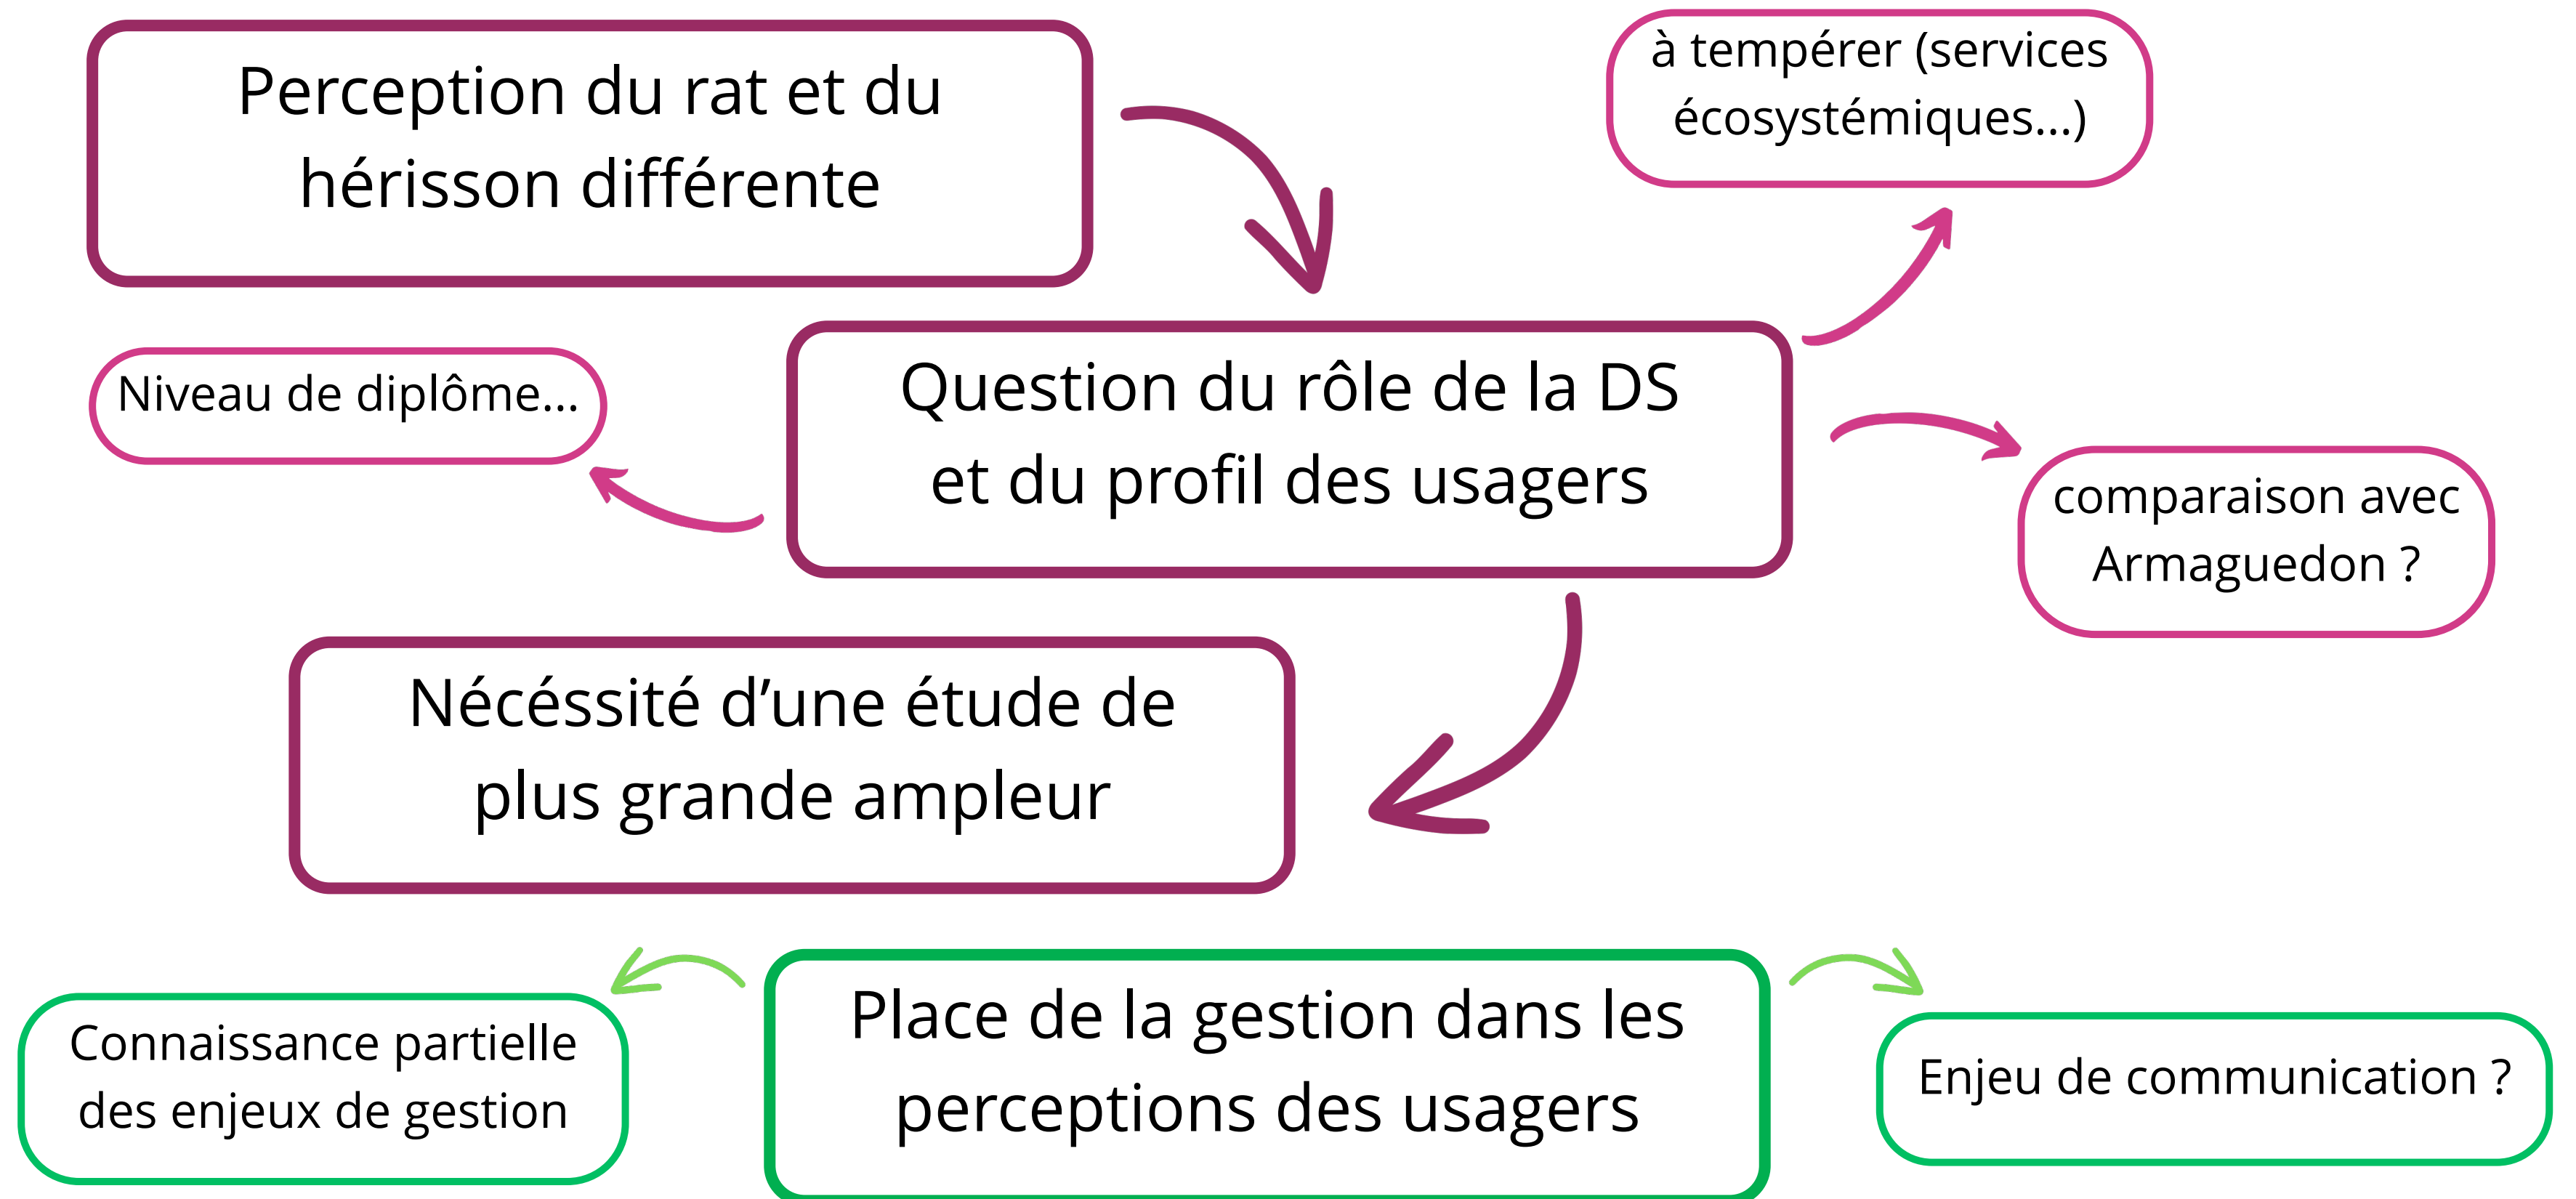 Perception du rat et du
hérisson différente
à tempérer (services
écosystémiques...)
Niveau de diplôme...
Question du rôle de la DS
et du profil des usagers
comparaison avec
Armaguedon ?
Nécéssité d’une étude de
plus grande ampleur
Connaissance partielle
des enjeux de gestion
Place de la gestion dans les
perceptions des usagers
Enjeu de communication ?